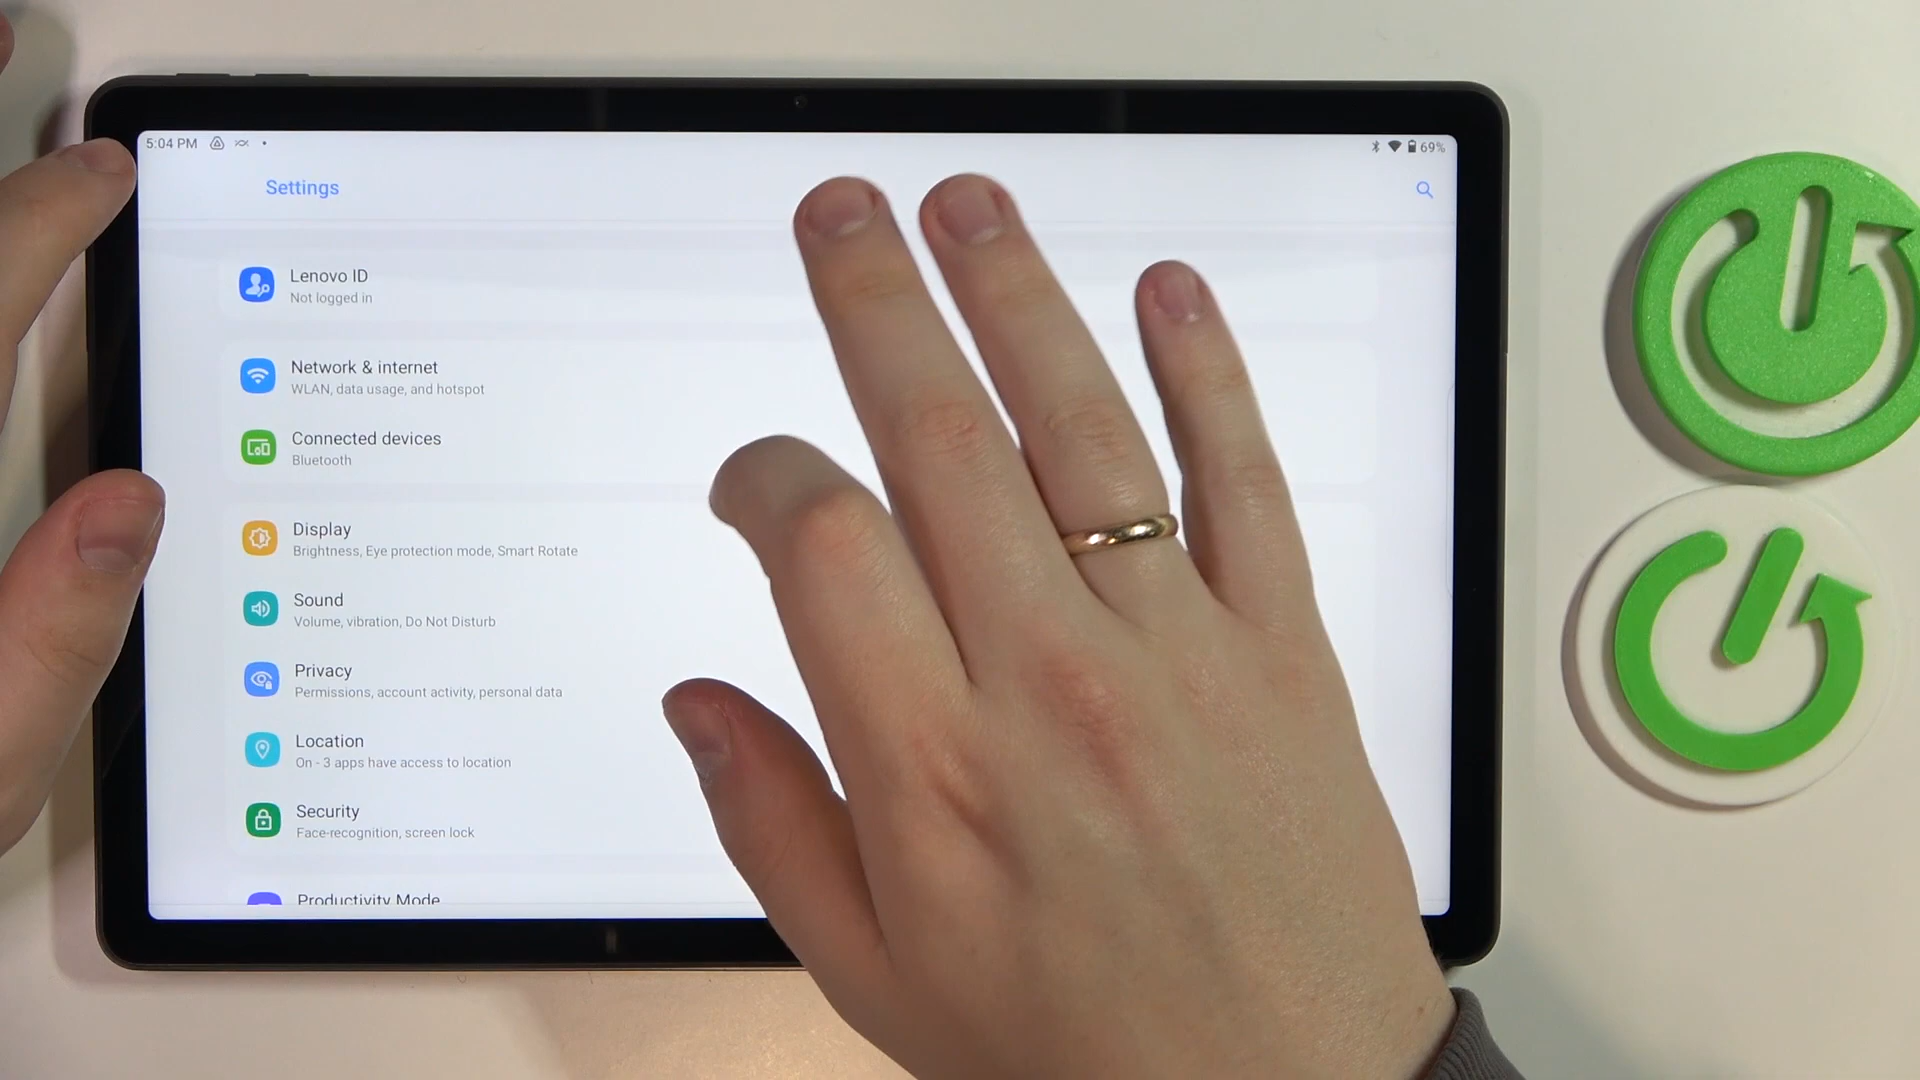 5:04 PM
69%
Settings
Lenovo ID
Not logged in
Network & internet
WLAN, data usage, and hotspot
Connected devices
Bluetooth
Display
Brightness, Eye protection mode, Smart Rotate
Sound
Volume, vibration, Do Not Disturb
Privacy
Permissions, account activity, personal data
Location
On - 3 apps have access to location
Security
Face-recognition, screen lock
Productivity Mode